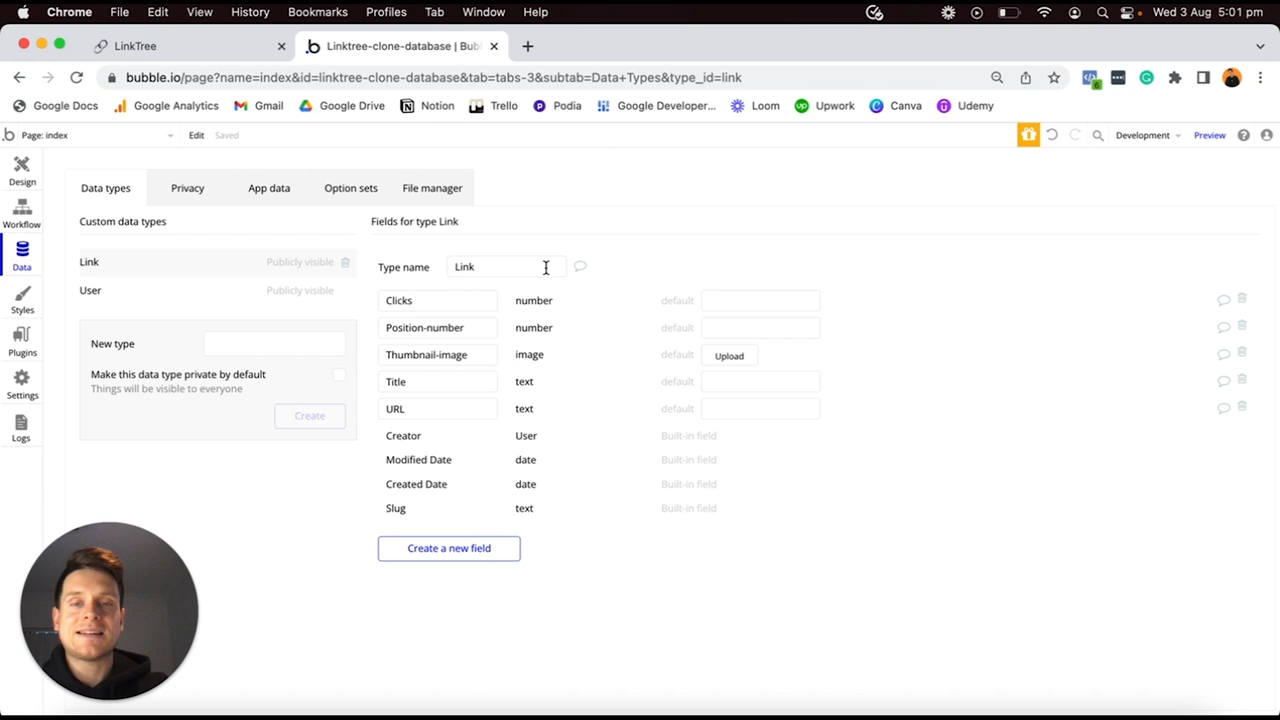 Chrome File Edit View History Bookmarks Profiles Tab Window Help Wed 3 Aug 5:01 pm
LinkTree Linktree-clone-database | Bubl
bubble.io/page?name=index&id=linktree-clone-database&tab=tabs-3&subtab=Data+Types&type_id=link 6
Google Docs Google Analytics Gmail Google Drive Notion Trello Podia Google Developer... Loom Upwork Canva Udemy
Page: index Edit Saved Development Preview
Design
Workflow
Data
Styles
Plugins
Settings
Logs
Data types Privacy App data Option sets File manager
Custom data types
Link Publicly visible
User Publicly visible
New type
Make this data type private by default
Things will be visible to everyone
Create
Fields for type Link
Type name Link
Clicks number default
Position-number number default
Thumbnail-image image default Upload
Title text default
URL text default
Creator User Built-in field
Modified Date date Built-in field
Created Date date Built-in field
Slug text Built-in field
Create a new field